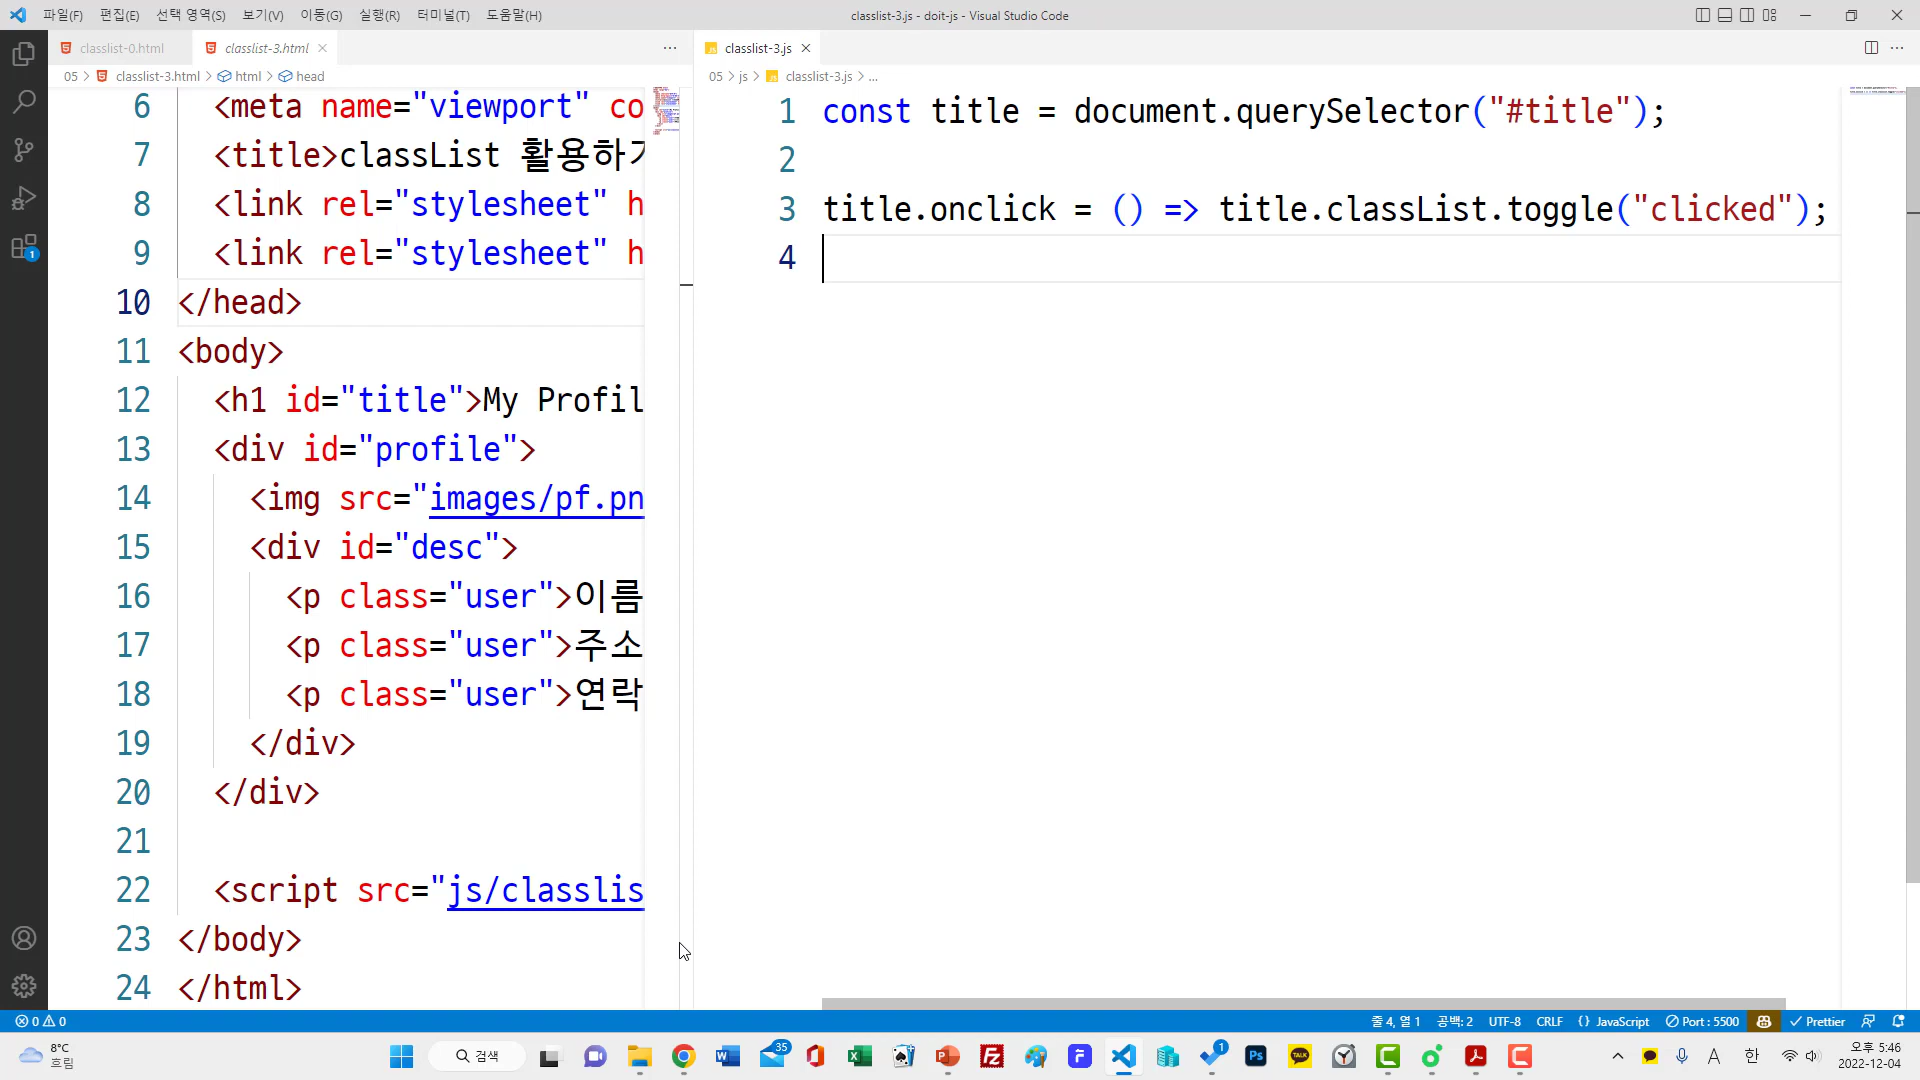 파일(F) 편집(E) 선택 영역(S) 보기(V) 이동(G) 실행(R) 터미널(T) 도움말(H) classlist-3.js - doit-js - Visual Studio Code
classlist-0.html classlist-3.html
05 > classlist-3.html > html > head
6 <meta name="viewport" co
7 <title>classList 활용하기
8 <link rel="stylesheet" h
9 <link rel="stylesheet" h
10 </head>
11 <body>
12 <h1 id="title">My Profil
13 <div id="profile">
14 <img src="images/pf.pn
15 <div id="desc">
16 <p class="user">이름
17 <p class="user">주소
18 <p class="user">연락
19 </div>
20 </div>
21
22 <script src="js/classlis
23 </body>
24 </html>
classlist-3.js
05 > js > classlist-3.js > ...
1 const title = document.querySelector("#title");
2
3 title.onclick = () => title.classList.toggle("clicked");
4
1
0 0 줄 4, 열 1 공백: 2 UTF-8 CRLF {} JavaScript Port : 5500 Prettier
8°C
흐림
검색 35 1 A 한
오후 5:46
2022-12-04